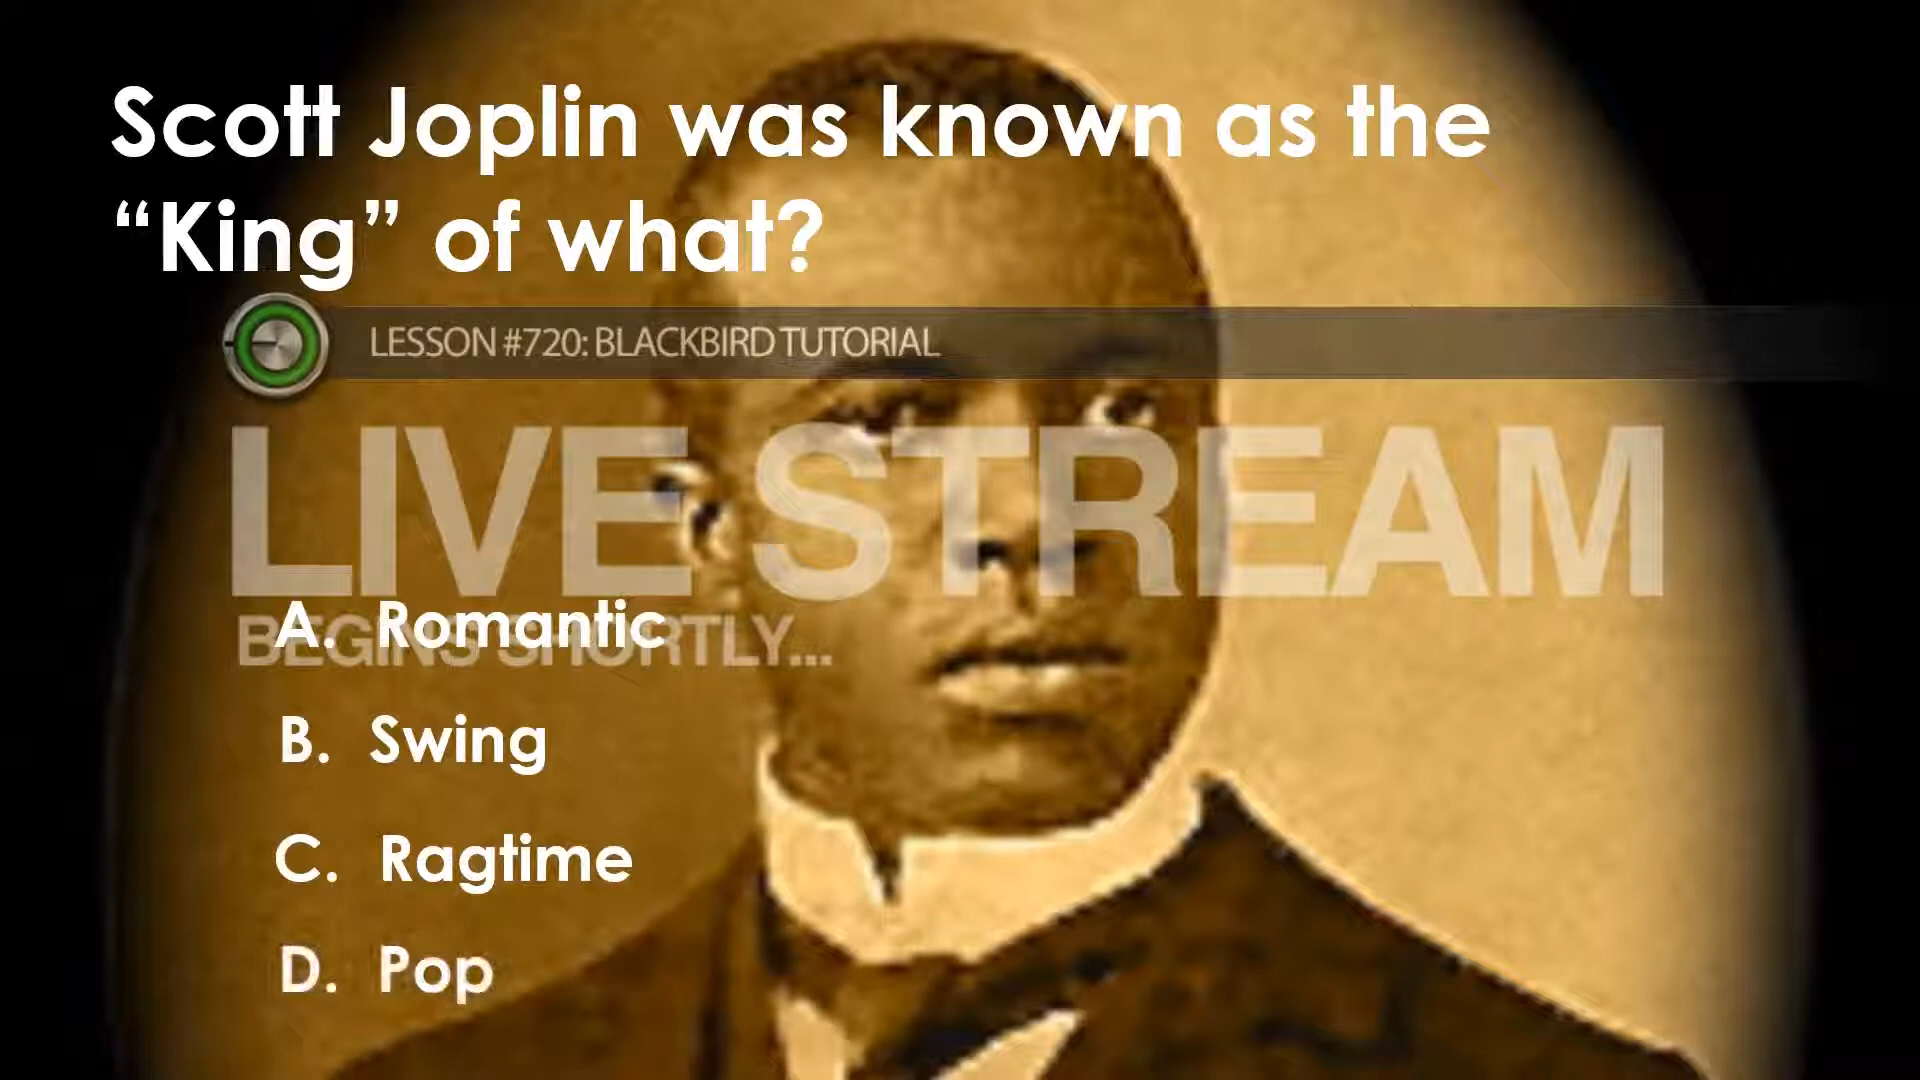 Scott Joplin was known as the
“King” of what?
LESSON #720: BLACKBIRD TUTORIAL
LIVE STREAM
BEGINS SHORTLY...
A. Romantic
B. Swing
C. Ragtime
D. Pop